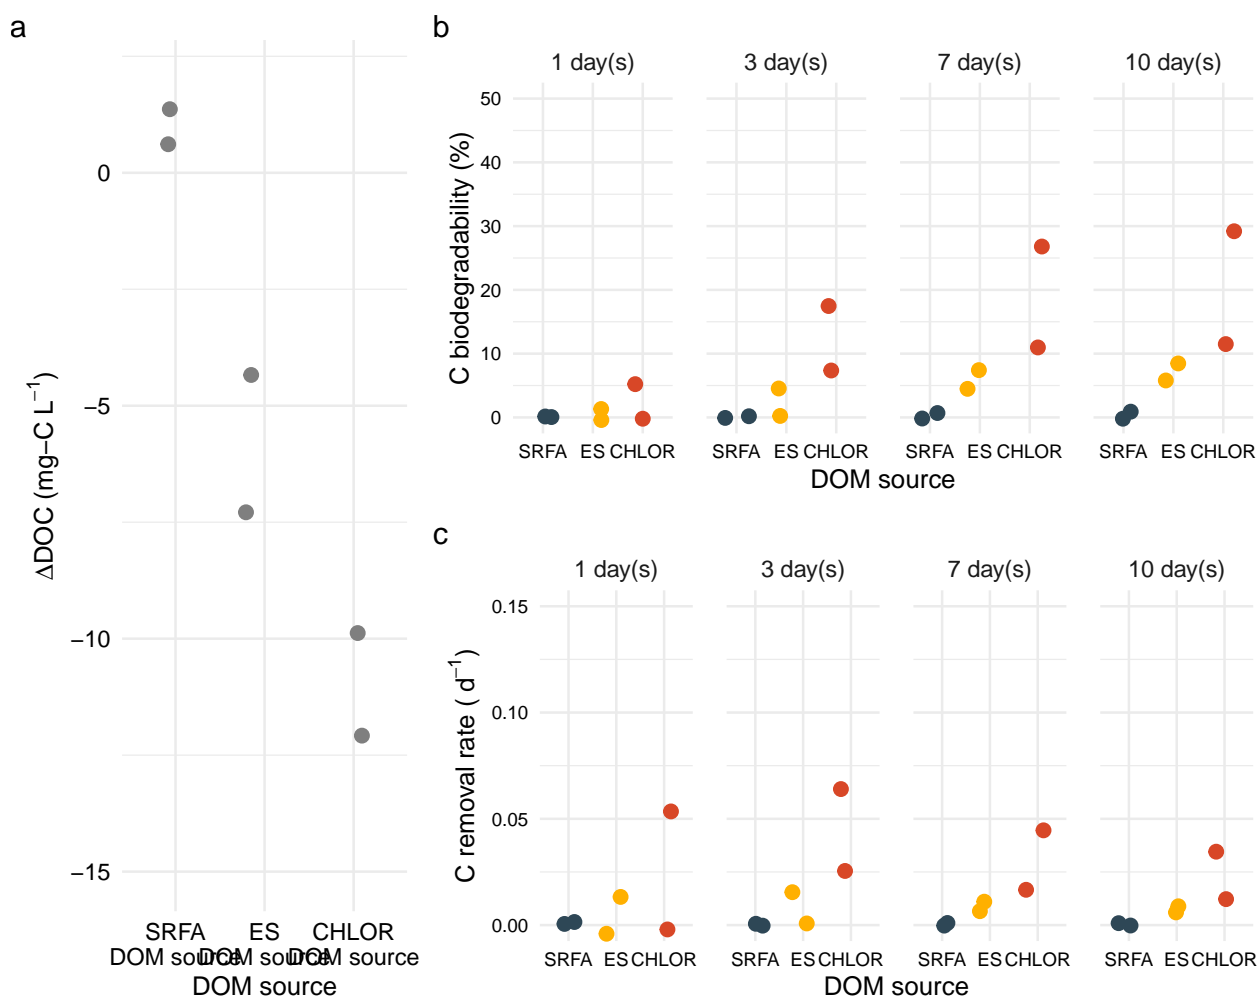 a
ΔDOC (mg−C L−1)
0
−5
−10
−15
SRFA ES CHLOR
DOM source DOM source DOM source
DOM source
b
1 day(s) 3 day(s) 7 day(s) 10 day(s)
C biodegradability (%)
50
40
30
20
10
0
SRFA ES CHLOR SRFA ES CHLOR SRFA ES CHLOR SRFA ES CHLOR
DOM source
c
1 day(s) 3 day(s) 7 day(s) 10 day(s)
C removal rate ( d−1)
0.15
0.10
0.05
0.00
SRFA ES CHLOR SRFA ES CHLOR SRFA ES CHLOR SRFA ES CHLOR
DOM source